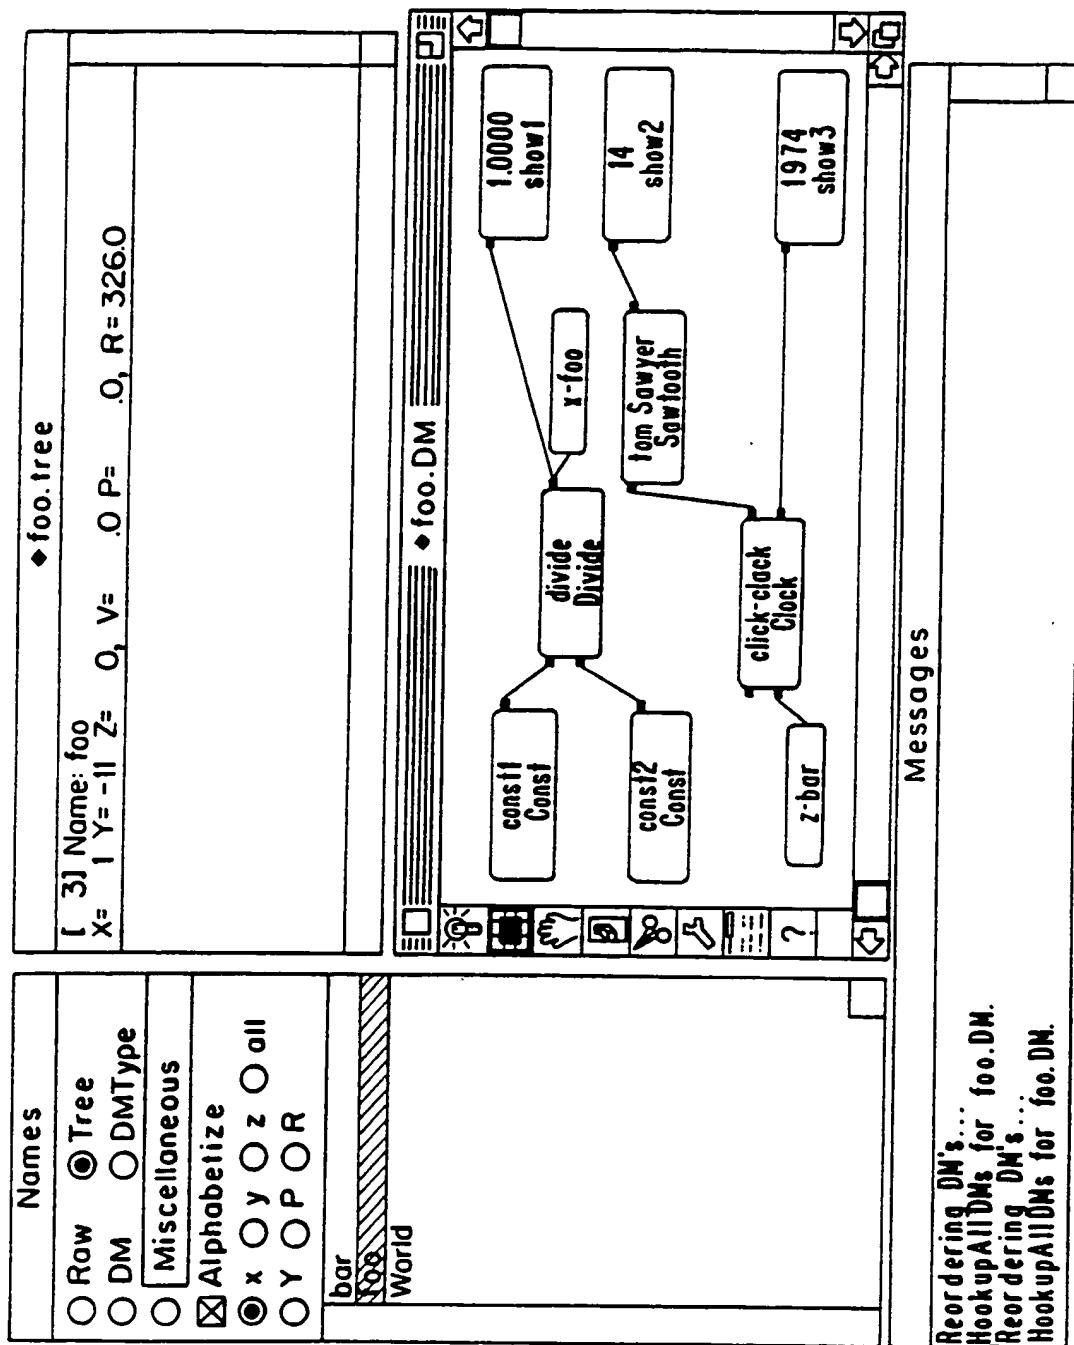 Names
Raw Tree
DM DMType
Miscellaneous
Alphabetize
x y z all
Y P R
bar
foo
World
◆foo.tree
[ 3] Name: foo
X= 1 Y= -11 Z= 0, V= .0 P= .0, R= 326.0
◆foo.DM
?
const1
Const
const2
Const
z-bar
divide
Divide
click-clack
Clock
x-foo
tom Sawyer
Sawtooth
1.0000
show1
14
show2
1974
show3
Messages
Reordering DM's...
HookupAllDMs for foo.DM.
Reordering DM's...
HookupAllDMs for foo.DM.